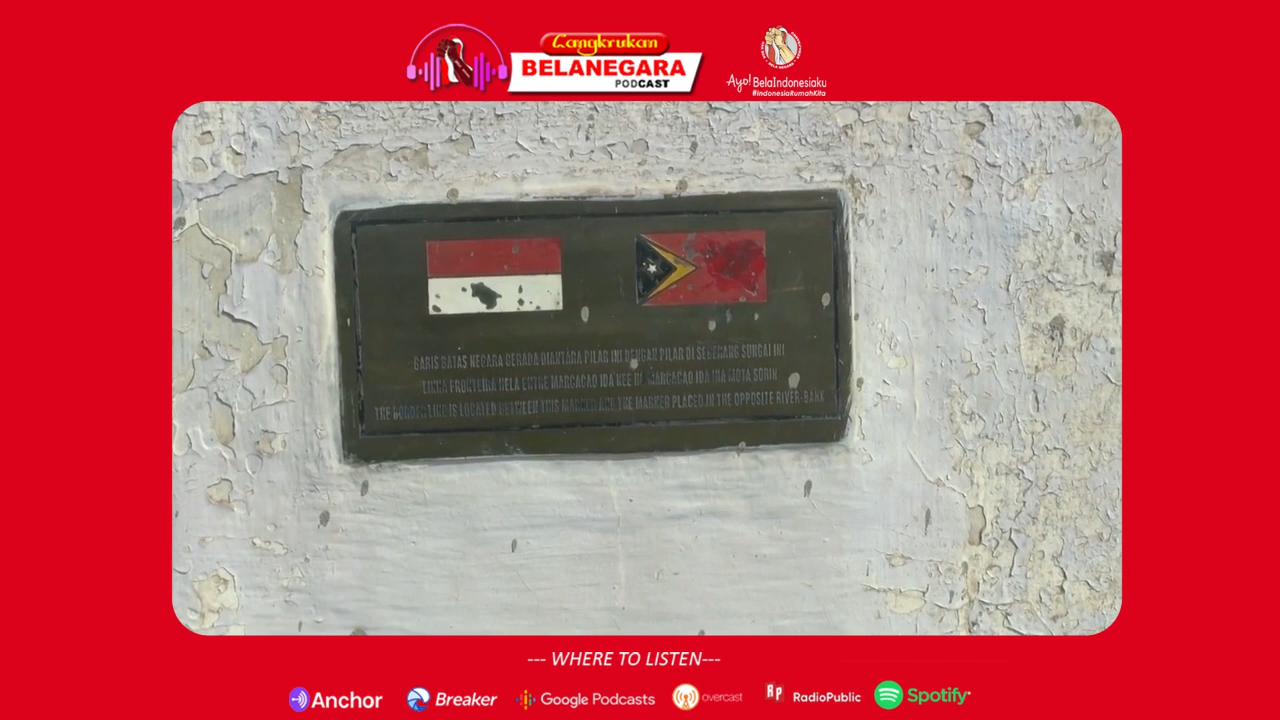 Cangkrukan
BELANEGARA
PODCAST
Ayo! BelaIndonesiaku
#IndonesiaRumahKita
GARIS BATAS NEGARA BERADA DIANTARA PILAR INI DENGAN PILAR DI SEBERANG SUNGAI INI
LINHA FRONTEIRA HELA ENTRE MARCACAO IDA NEE HO MARCACAO IDA IHA MOTA SORIN
THE BORDER LINE IS LOCATED BETWEEN THIS MARKER AND THE MARKER PLACED IN THE OPPOSITE RIVER-BANK
--- WHERE TO LISTEN---
Anchor Breaker Google Podcasts overcast RP RadioPublic Spotify